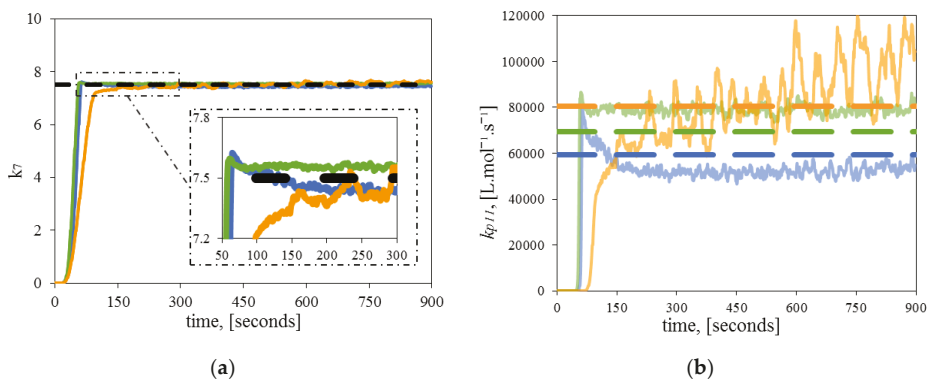 10
8
6
4
2
0
k7
0 150 300 450 600 750 900
time, [seconds]
7.8
7.5
7.2
50 100 150 200 250 300
(a)
120000
100000
80000
60000
40000
20000
0
kp11, [L.mol⁻.s⁻¹]
0 150 300 450 600 750 900
time, [seconds]
(b)